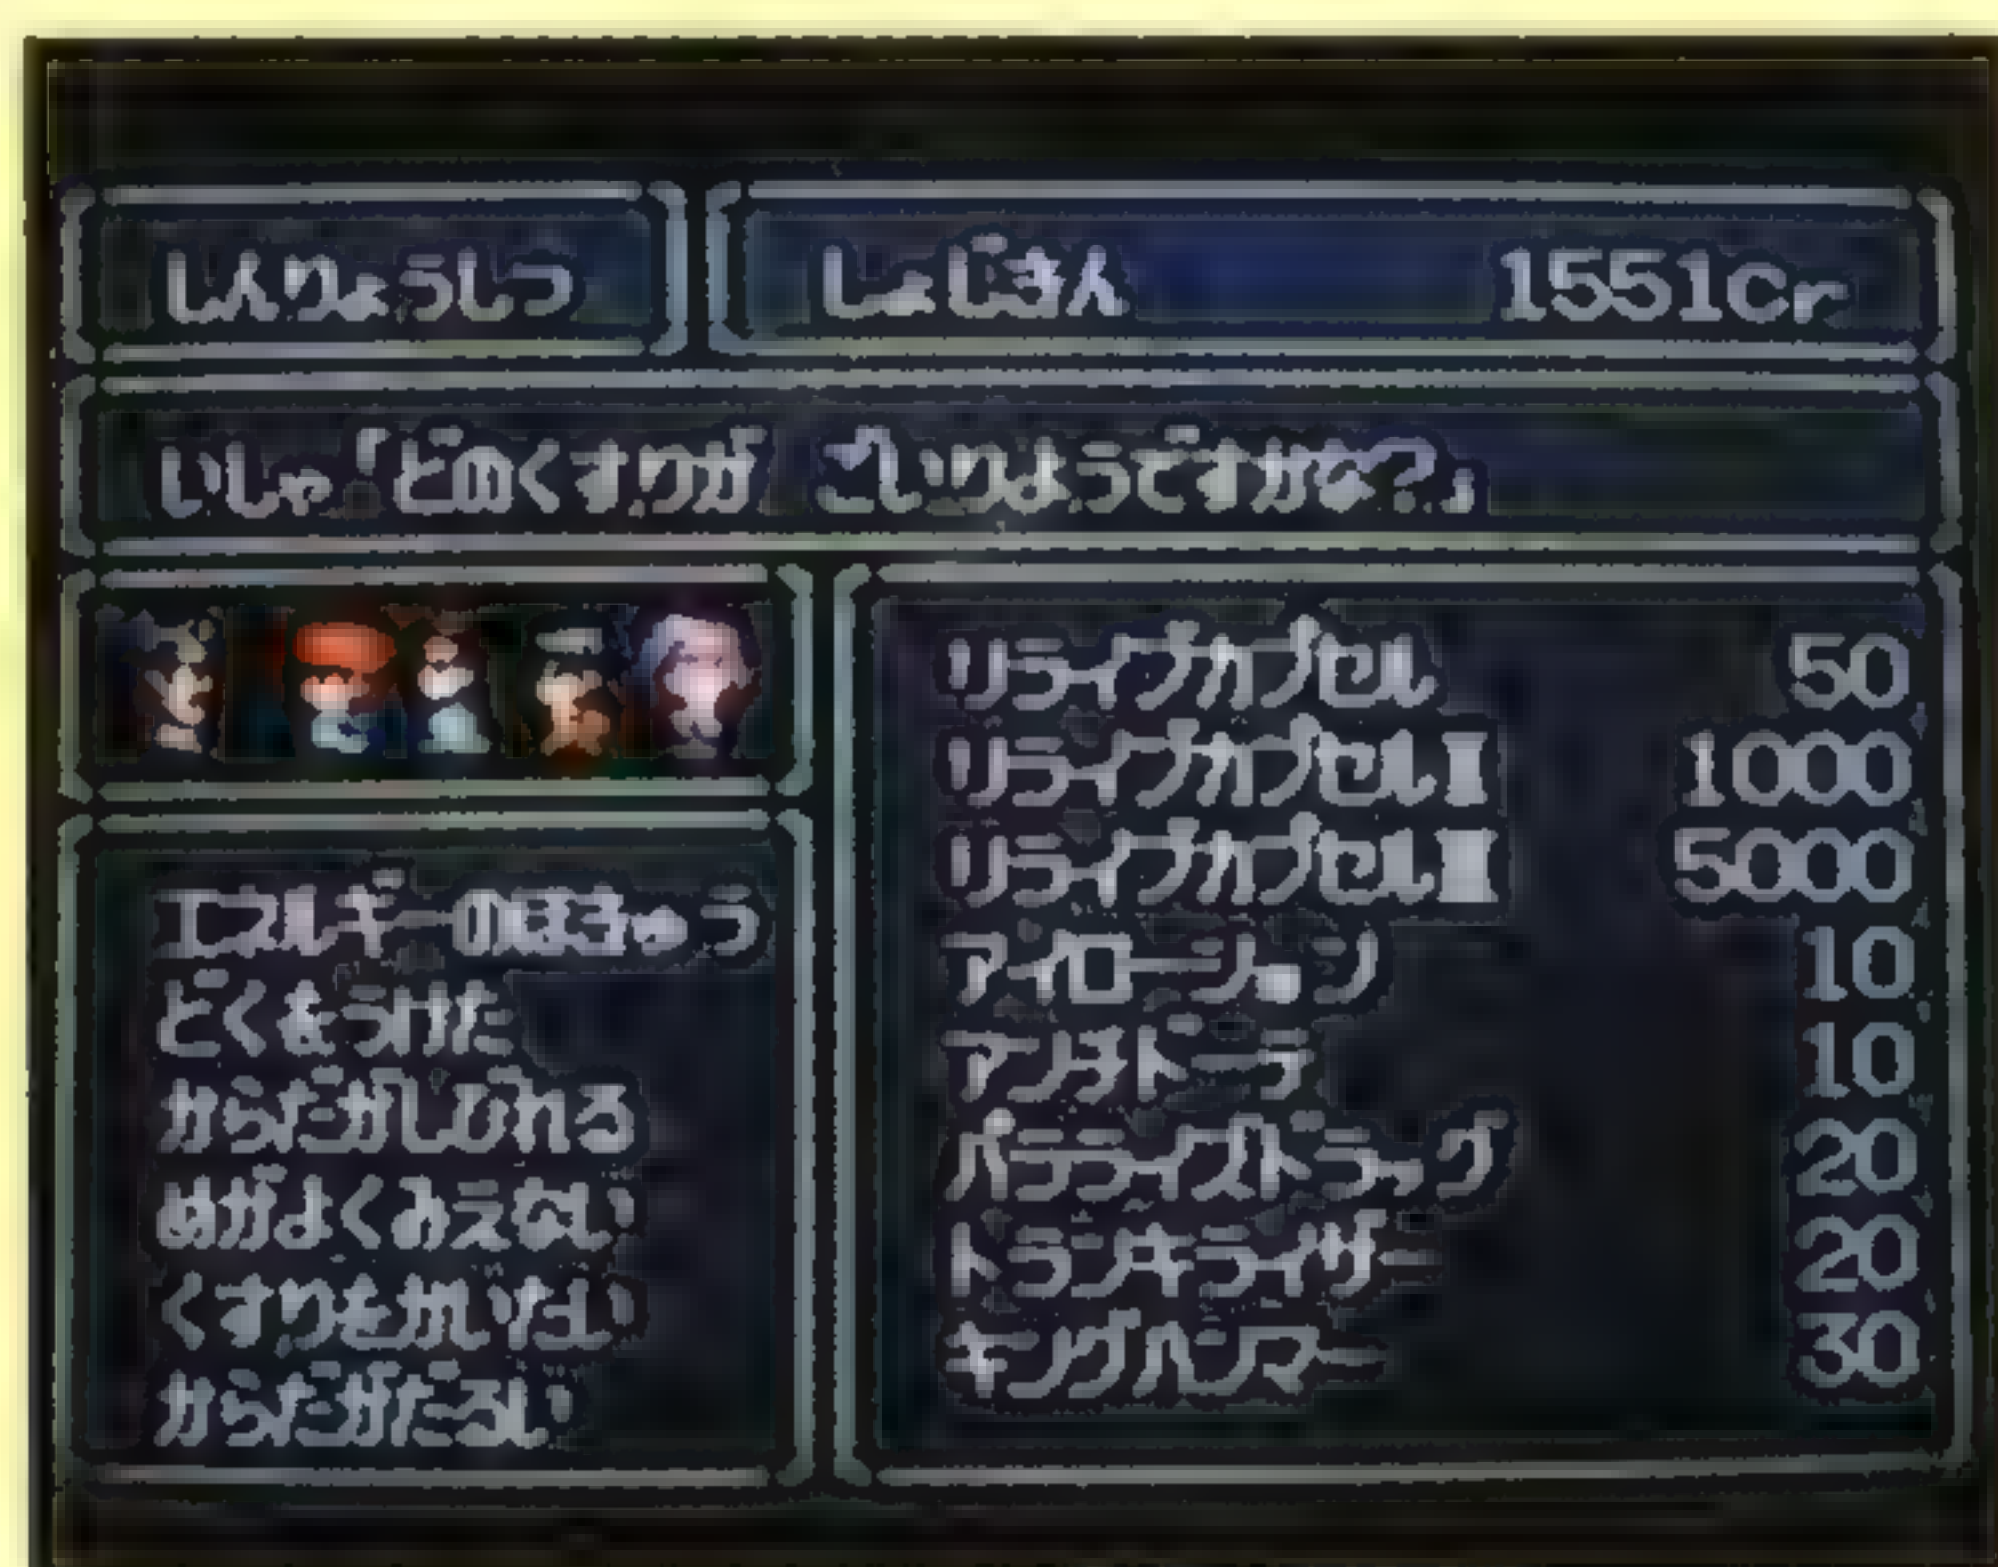 しんりょうしつ
しょじきん 1551Cr
いしゃ「どのくすりが ごいりようですかな?」
エネルギーのほきゅう
どくをうけた
からだがしびれる
めがよくみえない
くすりをかいたい
からだがだるい
リライブカプセル 50
リライブカプセルⅡ 1000
リライブカプセルⅢ 5000
アイローション 10
アンチドーテ 10
パラライズドラッグ 20
トランキライザー 20
キングハンマー 30